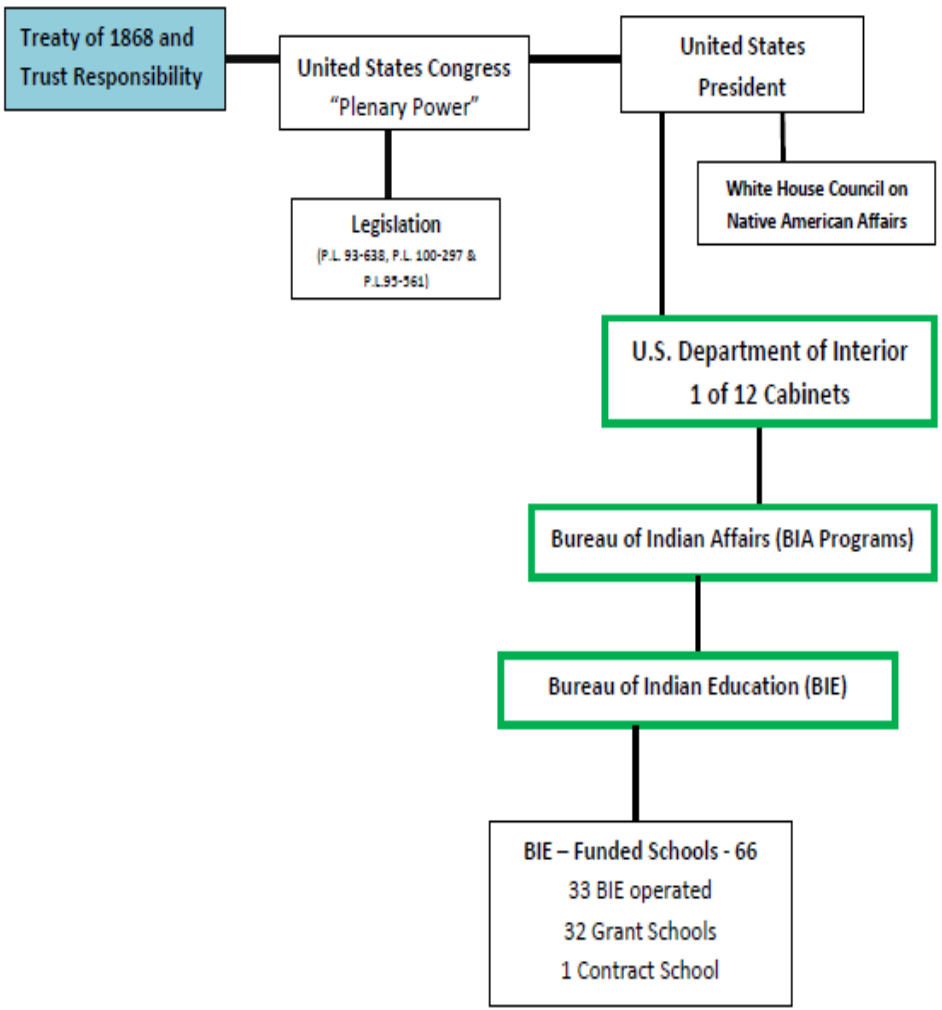 Treaty of 1868 and
Trust Responsibility
United States Congress
“Plenary Power”
United States
President
White House Council on
Native American Affairs
Legislation
(P.L. 93-638, P.L. 100-297 &
P.L.95-561)
U.S. Department of Interior
1 of 12 Cabinets
Bureau of Indian Affairs (BIA Programs)
Bureau of Indian Education (BIE)
BIE – Funded Schools - 66
33 BIE operated
32 Grant Schools
1 Contract School